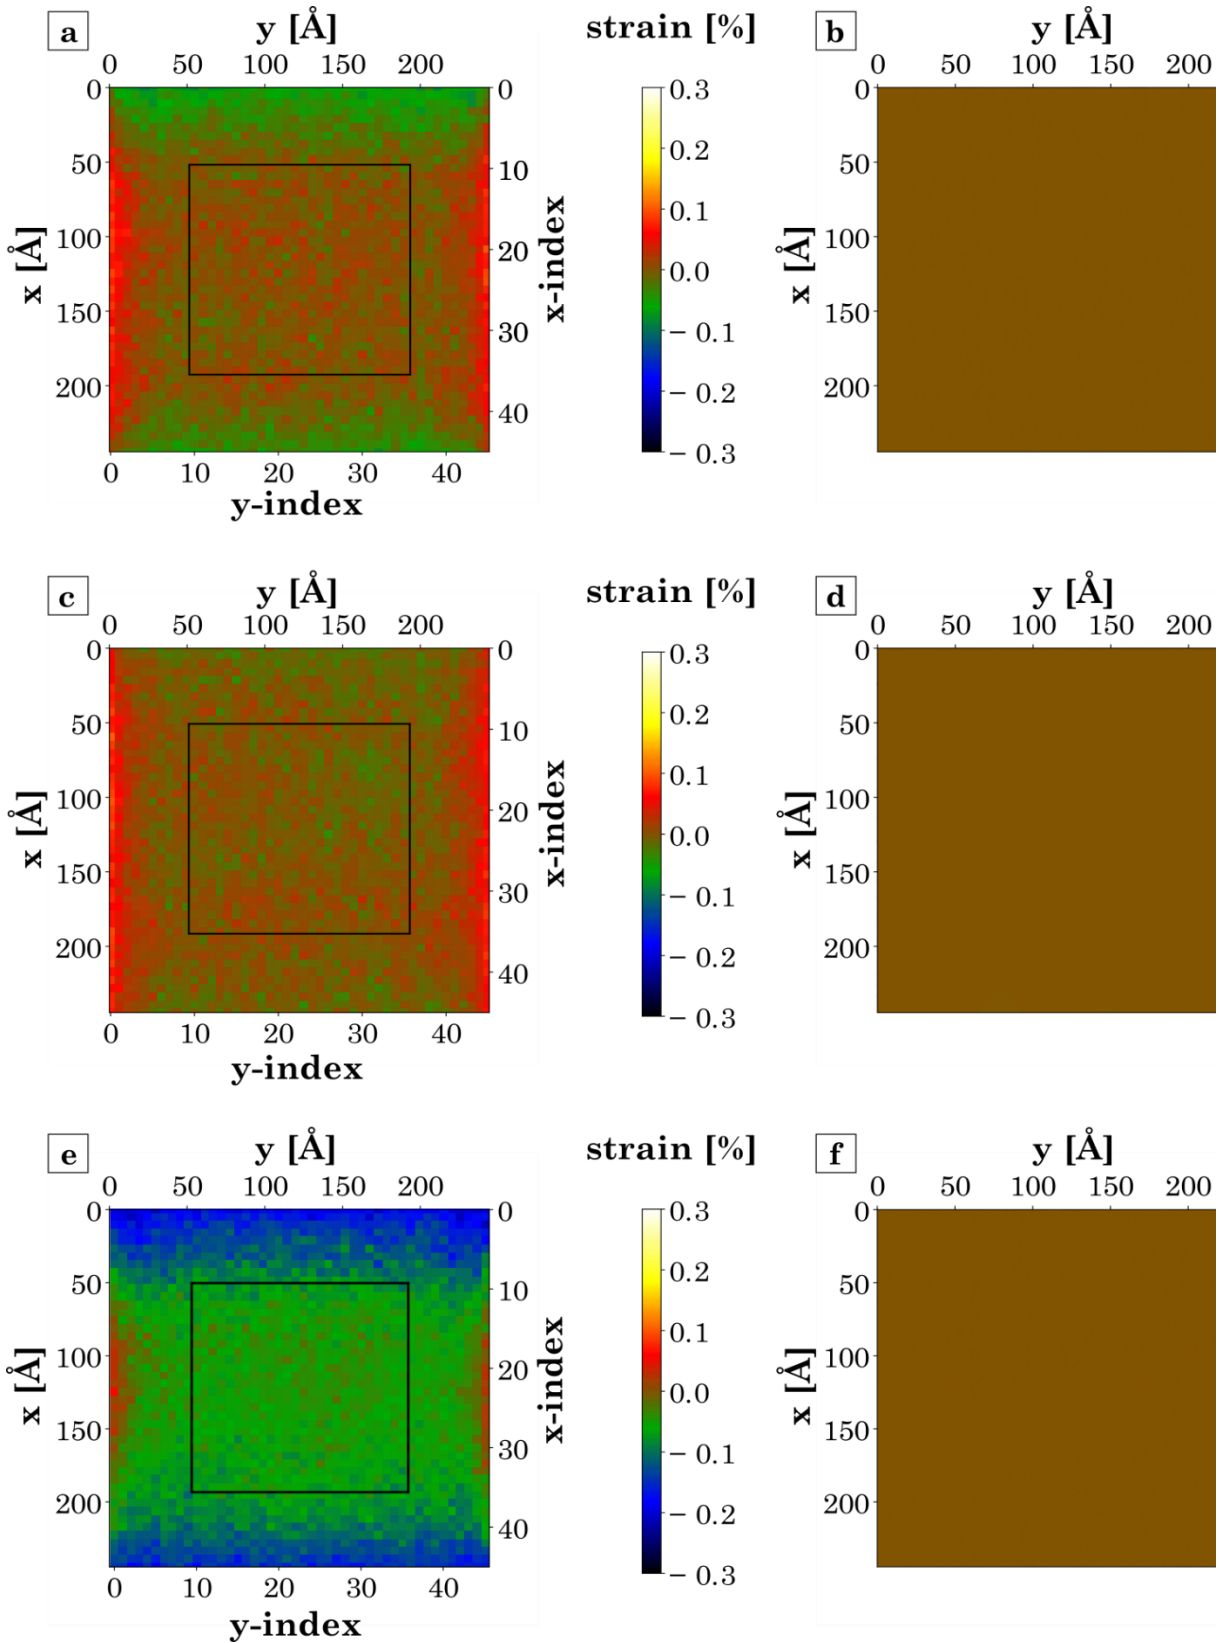 a y [Å] strain [%] b y [Å]
0 50 100 150 200 0 50 100 150 200
0 0 0.3 0
50 10 0.2 50
100 20 0.1 100
x [Å] x-index 0.0 x [Å]
150 30 − 0.1 150
200 40 − 0.2 200
− 0.3
0 10 20 30 40
y-index
c y [Å] strain [%] d y [Å]
0 50 100 150 200 0 50 100 150 200
0 0 0.3 0
50 10 0.2 50
100 20 0.1 100
x [Å] x-index 0.0 x [Å]
150 30 − 0.1 150
200 40 − 0.2 200
− 0.3
0 10 20 30 40
y-index
e y [Å] strain [%] f y [Å]
0 50 100 150 200 0 50 100 150 200
0 0 0.3 0
50 10 0.2 50
100 20 0.1 100
x [Å] x-index 0.0 x [Å]
150 30 − 0.1 150
200 40 − 0.2 200
− 0.3
0 10 20 30 40
y-index